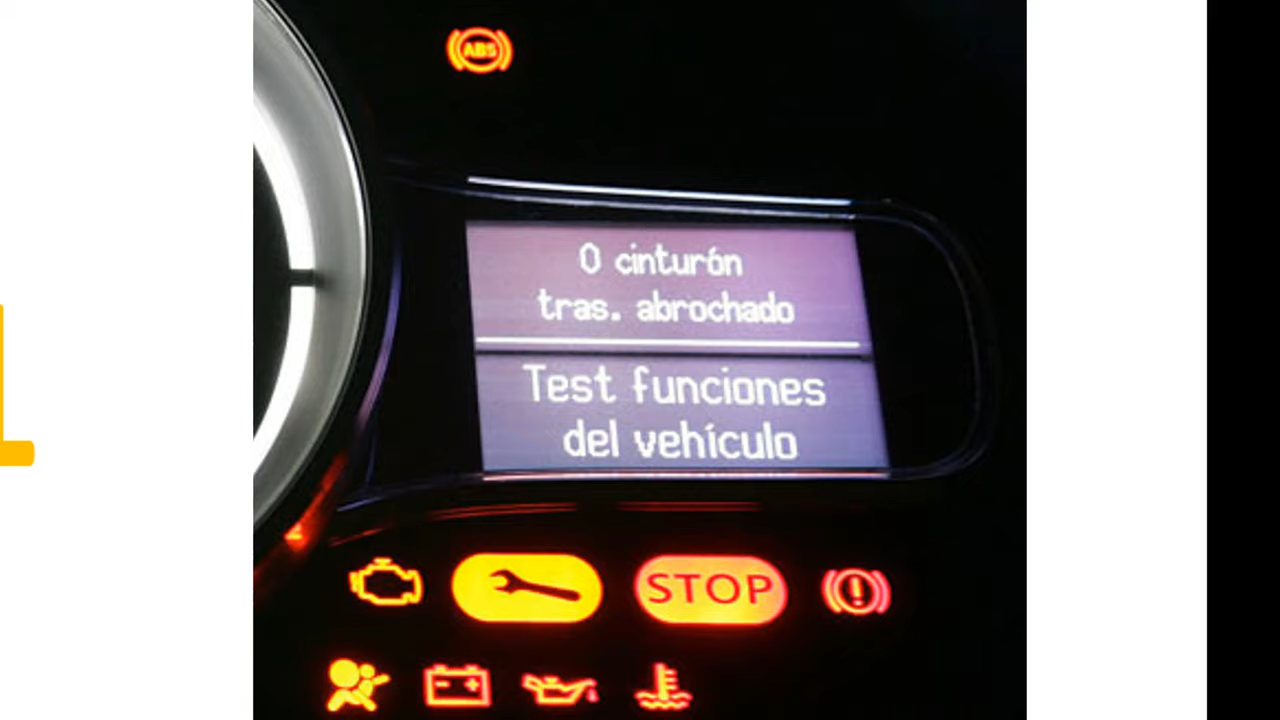 ABS
0 cinturón
tras. abrochado
Test funciones
del vehículo
STOP